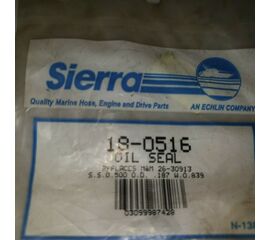 Sierra
Quality Marine Hose, Engine and Drive Parts
AN ECHLIN COMPANY
18-0516
OIL SEAL
REPLACES M&M 26-30913
S.S.0.500 O.D. .187 W.0.839
N-138